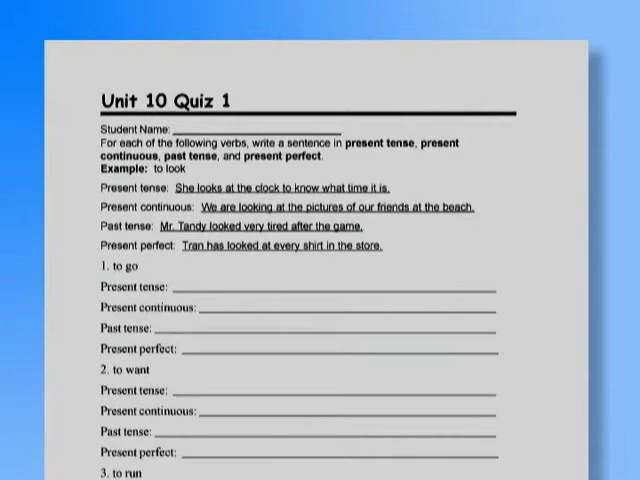 Unit 10 Quiz 1
Student Name:
For each of the following verbs, write a sentence in present tense, present
continuous, past tense, and present perfect.
Example: to look
Present tense: She looks at the clock to know what time it is.
Present continuous: We are looking at the pictures of our friends at the beach.
Past tense: Mr. Tandy looked very tired after the game.
Present perfect: Tran has looked at every shirt in the store.
1. to go
Present tense:
Present continuous:
Past tense:
Present perfect:
2. to want
Present tense:
Present continuous:
Past tense:
Present perfect:
3. to run